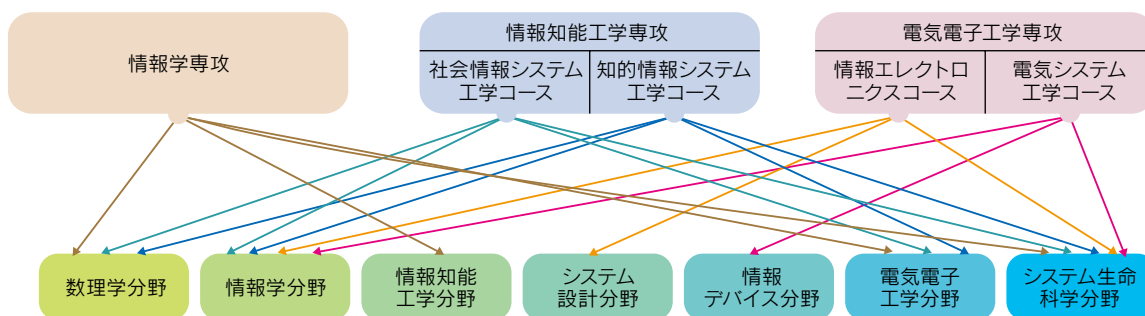 情報学専攻
情報知能工学専攻
社会情報システム
工学コース
知的情報システム
工学コース
電気電子工学専攻
情報エレクトロ
ニクスコース
電気システム
工学コース
数理学分野
情報学分野
情報知能
工学分野
システム
設計分野
情報
デバイス分野
電気電子
工学分野
システム生命
科学分野